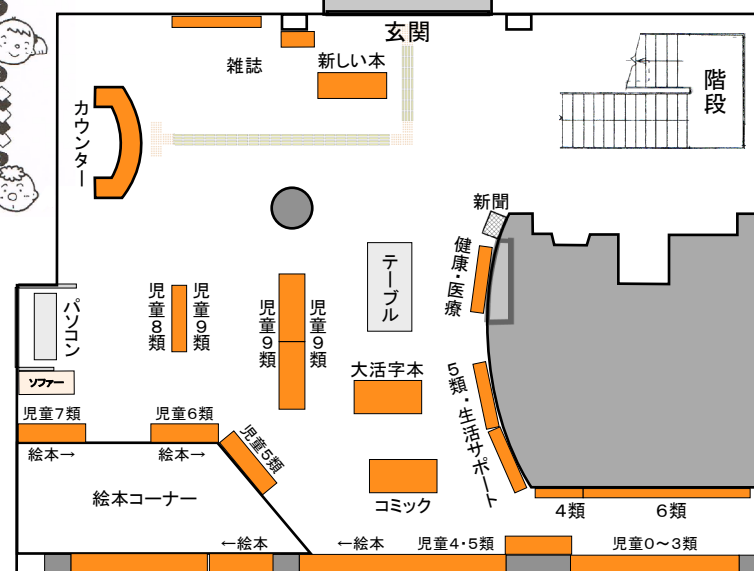 玄関
雑誌
新しい本
階段
カウンター
新聞
健康・医療
テーブル
児童8類
児童9類
児童9類
児童9類
パソコン
ソファー
大活字本
5類・生活サポート
児童7類
児童6類
児童5類
絵本→
絵本→
絵本コーナー
コミック
4類
6類
←絵本
←絵本
児童4・5類
児童0～3類